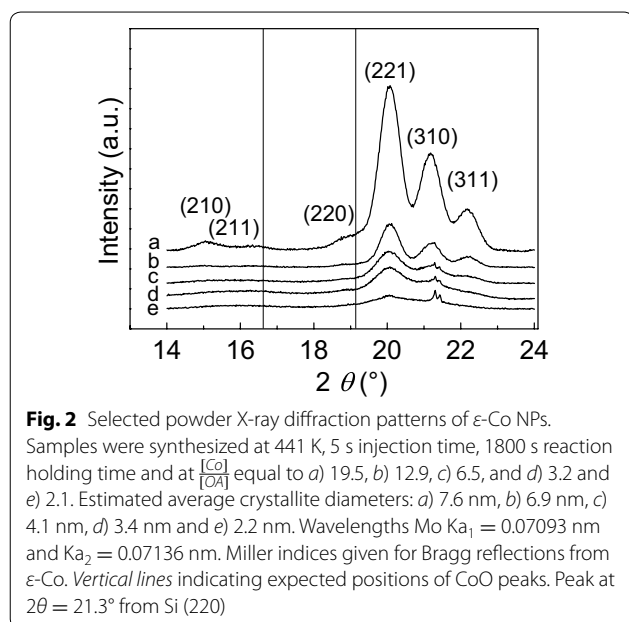 (221)
(310)
(311)
(210)
(211)
(220)
Intensity (a.u.)
a
b
c
d
e
14 16 18 20 22 24
2 θ (°)
Fig. 2 Selected powder X-ray diffraction patterns of ε-Co NPs.
Samples were synthesized at 441 K, 5 s injection time, 1800 s reaction
holding time and at [Co]/[OA] equal to a) 19.5, b) 12.9, c) 6.5, and d) 3.2 and
e) 2.1. Estimated average crystallite diameters: a) 7.6 nm, b) 6.9 nm, c)
4.1 nm, d) 3.4 nm and e) 2.2 nm. Wavelengths Mo Ka₁ = 0.07093 nm
and Ka₂ = 0.07136 nm. Miller indices given for Bragg reflections from
ε-Co. Vertical lines indicating expected positions of CoO peaks. Peak at
2θ = 21.3° from Si (220)